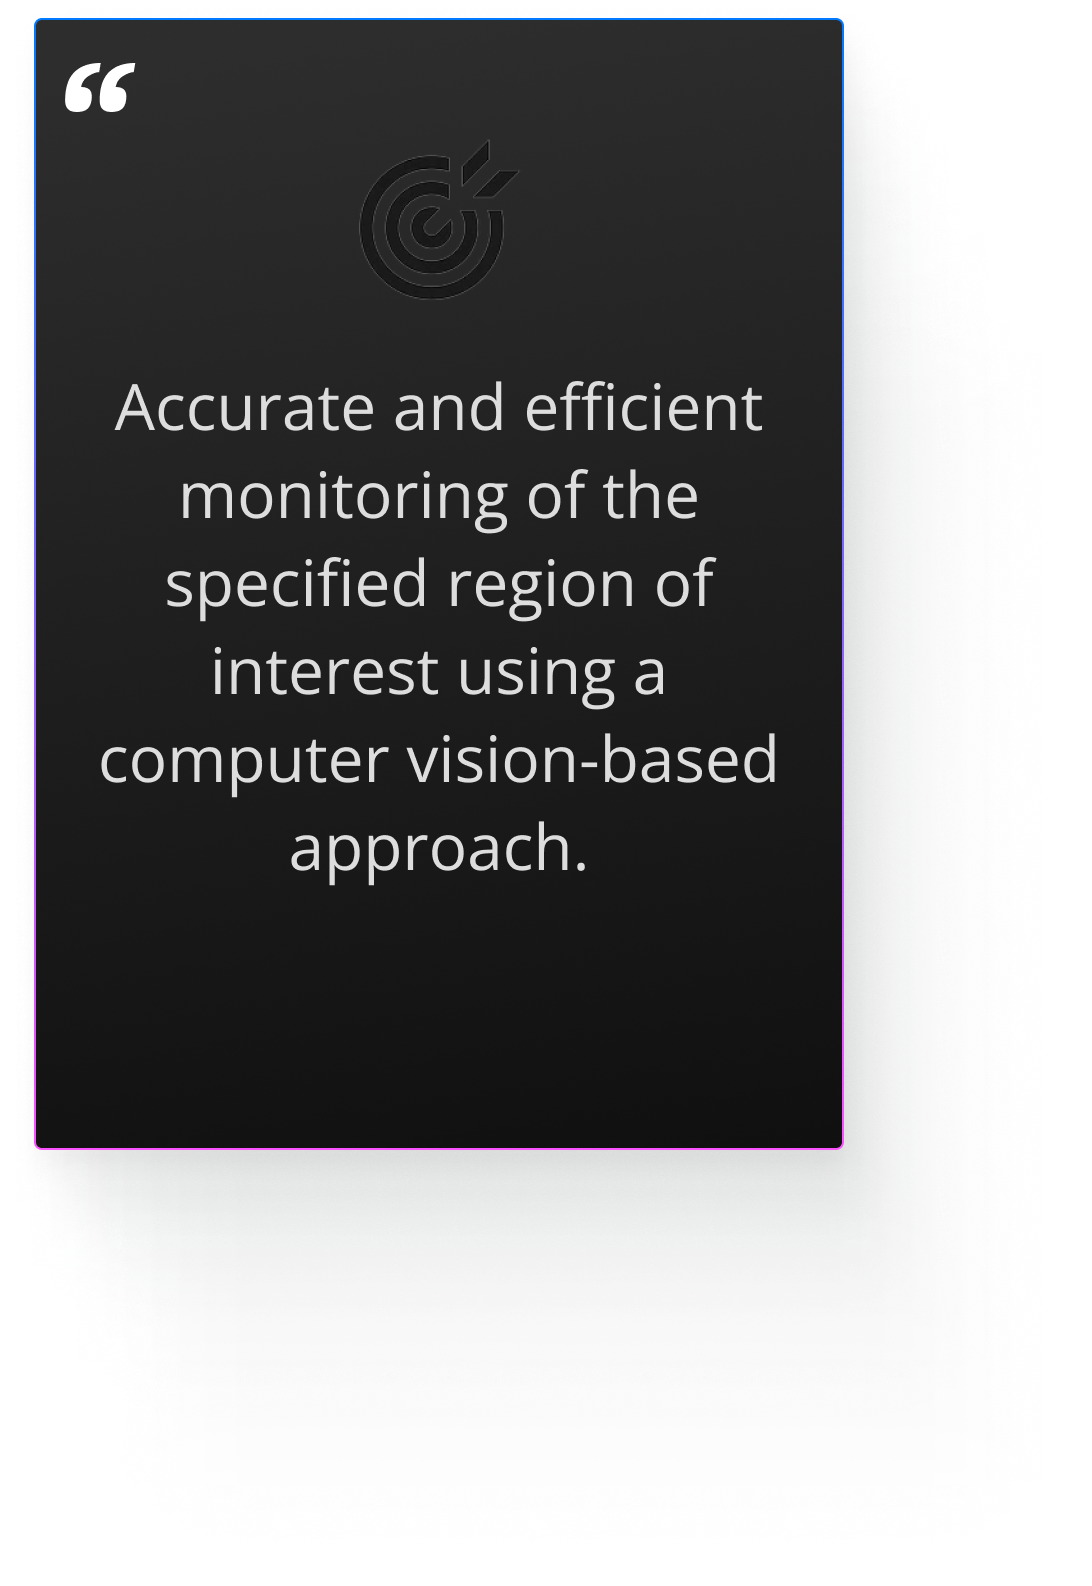 “
Accurate and efficient
monitoring of the
specified region of
interest using a
computer vision-based
approach.